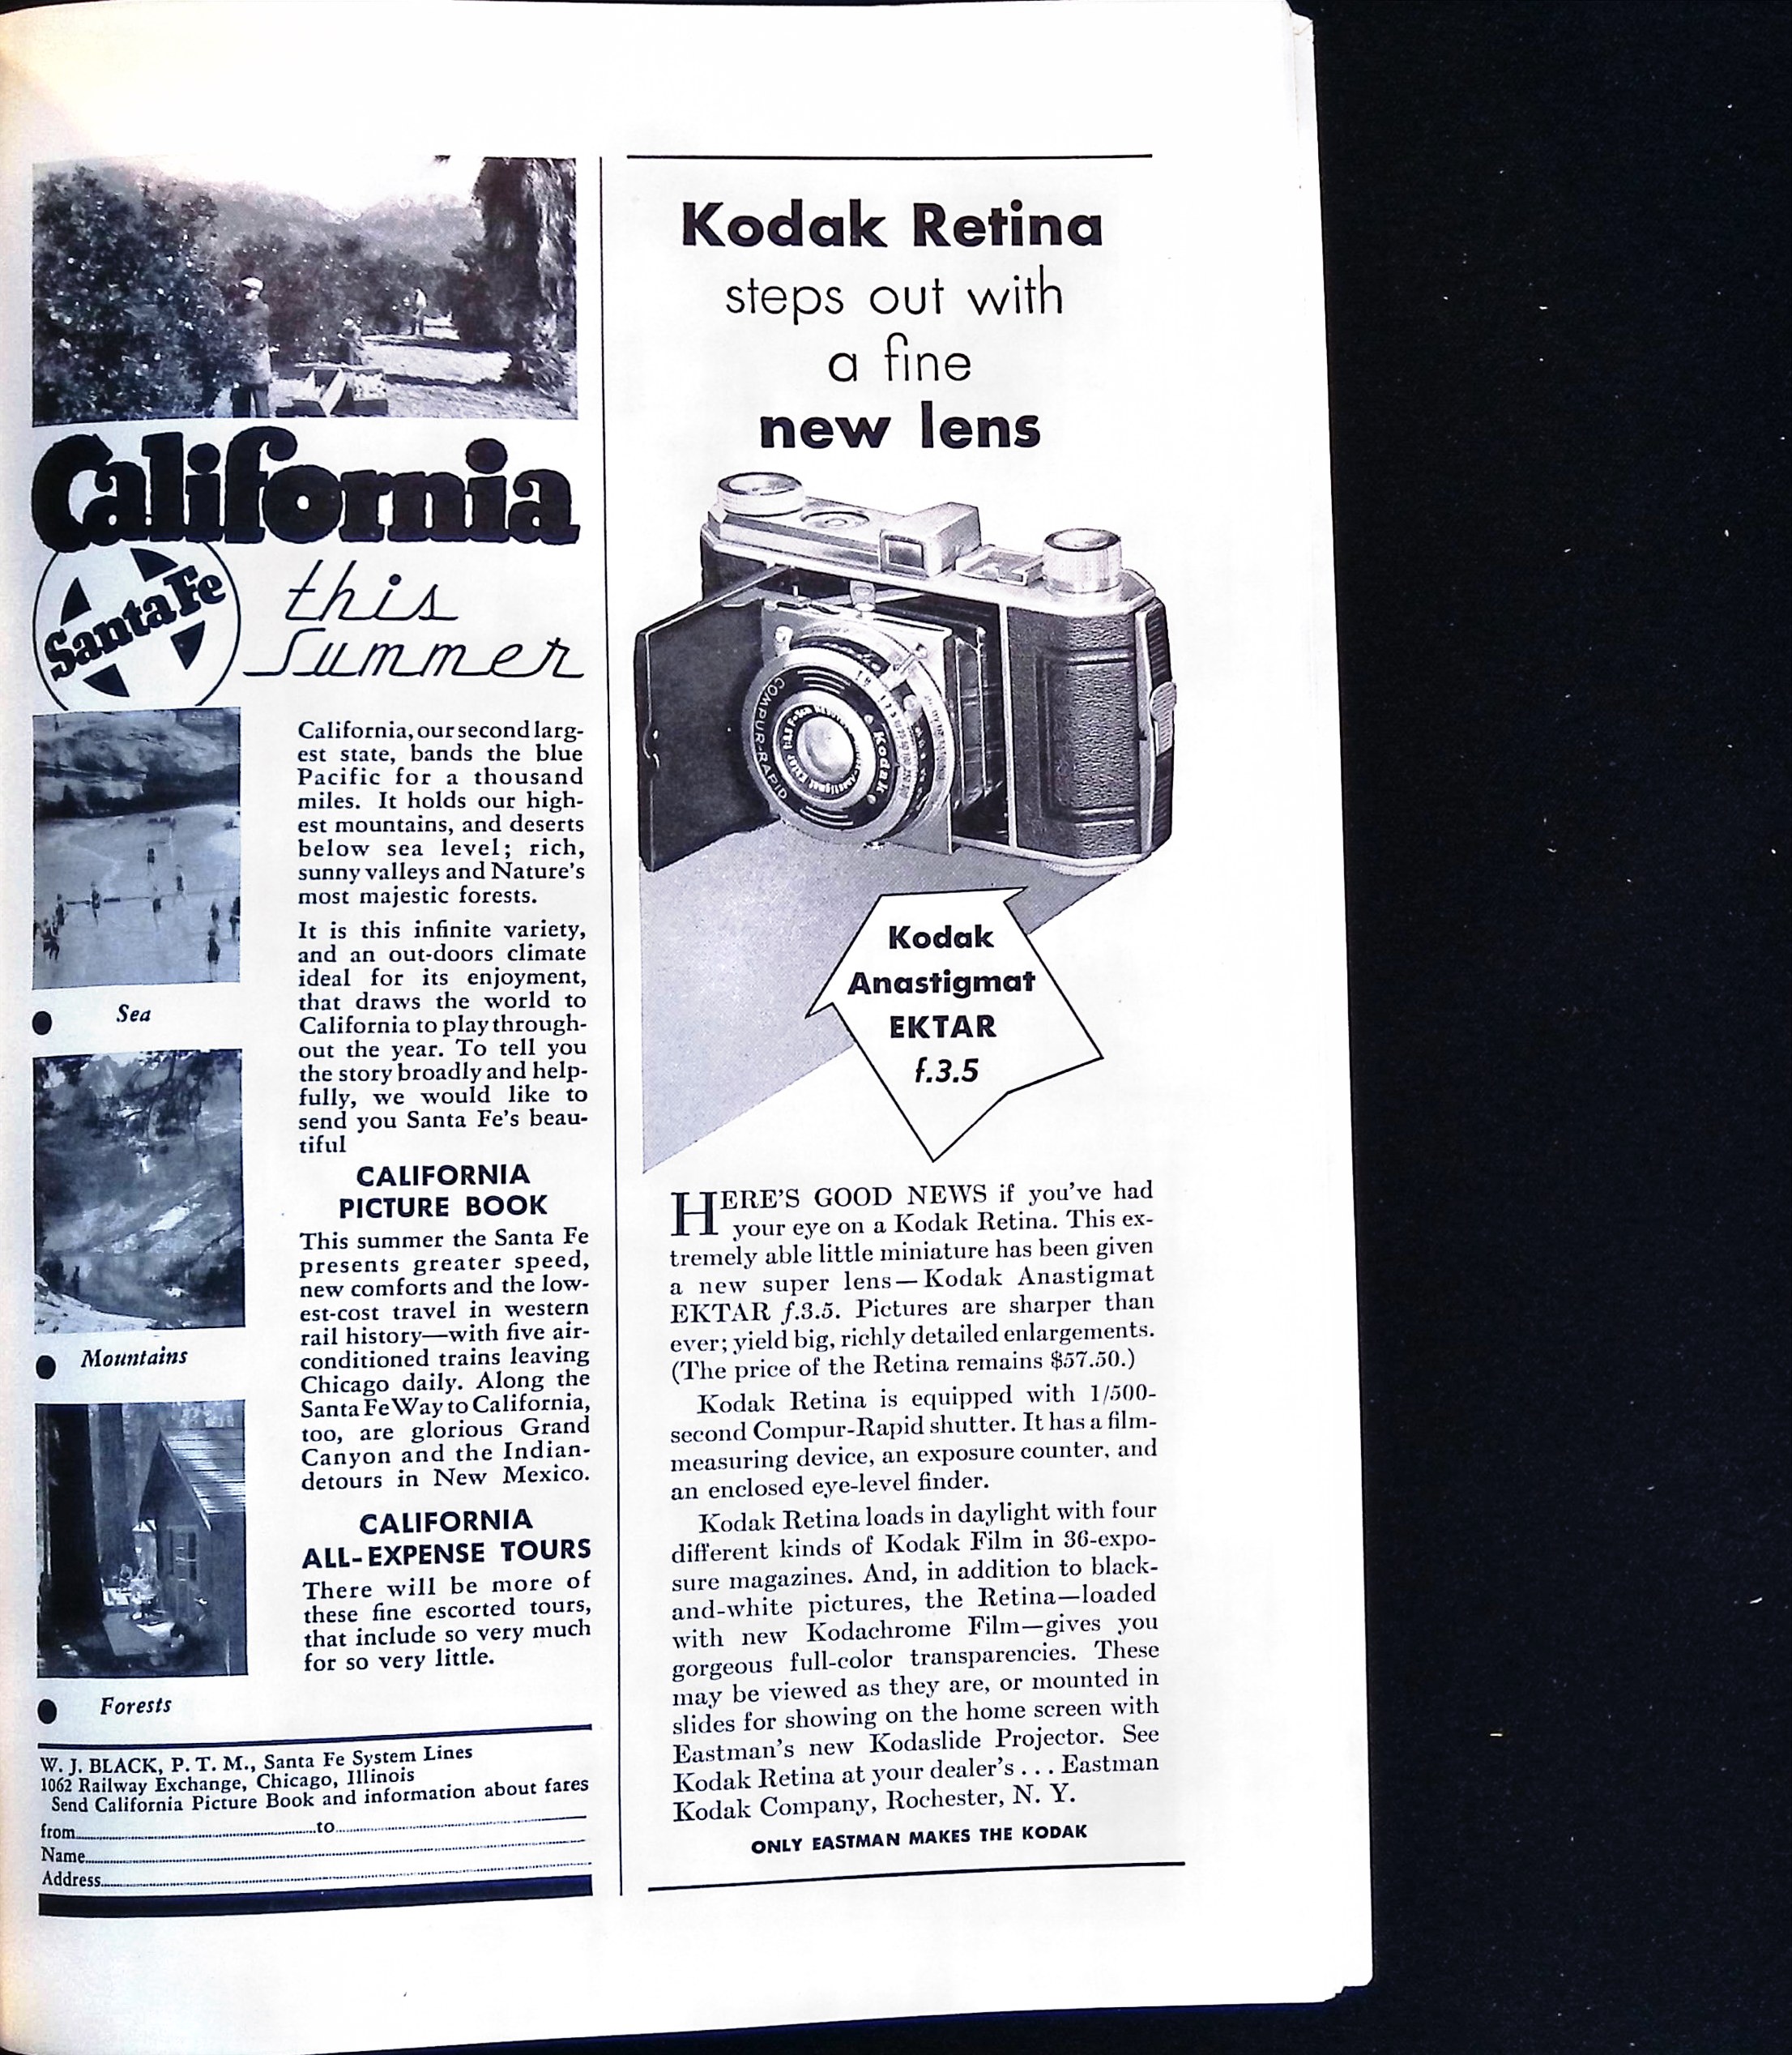 California
Santa Fe
this
Summer
California, our second larg-
est state, bands the blue
Pacific for a thousand
miles. It holds our high-
est mountains, and deserts
below sea level; rich,
sunny valleys and Nature's
most majestic forests.
It is this infinite variety,
and an out-doors climate
ideal for its enjoyment,
that draws the world to
California to play through-
out the year. To tell you
the story broadly and help-
fully, we would like to
send you Santa Fe's beau-
tiful
CALIFORNIA
PICTURE BOOK
This summer the Santa Fe
presents greater speed,
new comforts and the low-
est-cost travel in western
rail history—with five air-
conditioned trains leaving
Chicago daily. Along the
Santa Fe Way to California,
too, are glorious Grand
Canyon and the Indian-
detours in New Mexico.
CALIFORNIA
ALL-EXPENSE TOURS
There will be more of
these fine escorted tours,
that include so very much
for so very little.
Sea
Mountains
Forests
W. J. BLACK, P. T. M., Santa Fe System Lines
1062 Railway Exchange, Chicago, Illinois
Send California Picture Book and information about fares
from to
Name
Address
Kodak Retina
steps out with
a fine
new lens
COMPUR-RAPID
Kodak
Kodak
Anastigmat
EKTAR
f.3.5
HERE'S GOOD NEWS if you've had
your eye on a Kodak Retina. This ex-
tremely able little miniature has been given
a new super lens—Kodak Anastigmat
EKTAR f.3.5. Pictures are sharper than
ever; yield big, richly detailed enlargements.
(The price of the Retina remains $57.50.)
Kodak Retina is equipped with 1/500-
second Compur-Rapid shutter. It has a film-
measuring device, an exposure counter, and
an enclosed eye-level finder.
Kodak Retina loads in daylight with four
different kinds of Kodak Film in 36-expo-
sure magazines. And, in addition to black-
and-white pictures, the Retina—loaded
with new Kodachrome Film—gives you
gorgeous full-color transparencies. These
may be viewed as they are, or mounted in
slides for showing on the home screen with
Eastman's new Kodaslide Projector. See
Kodak Retina at your dealer's . . . Eastman
Kodak Company, Rochester, N. Y.
ONLY EASTMAN MAKES THE KODAK